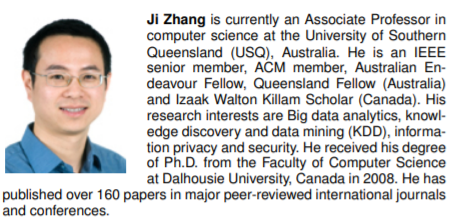 Ji Zhang is currently an Associate Professor in
computer science at the University of Southern
Queensland (USQ), Australia. He is an IEEE
senior member, ACM member, Australian En-
deavour Fellow, Queensland Fellow (Australia)
and Izaak Walton Killam Scholar (Canada). His
research interests are Big data analytics, knowl-
edge discovery and data mining (KDD), informa-
tion privacy and security. He received his degree
of Ph.D. from the Faculty of Computer Science
at Dalhousie University, Canada in 2008. He has
published over 160 papers in major peer-reviewed international journals
and conferences.